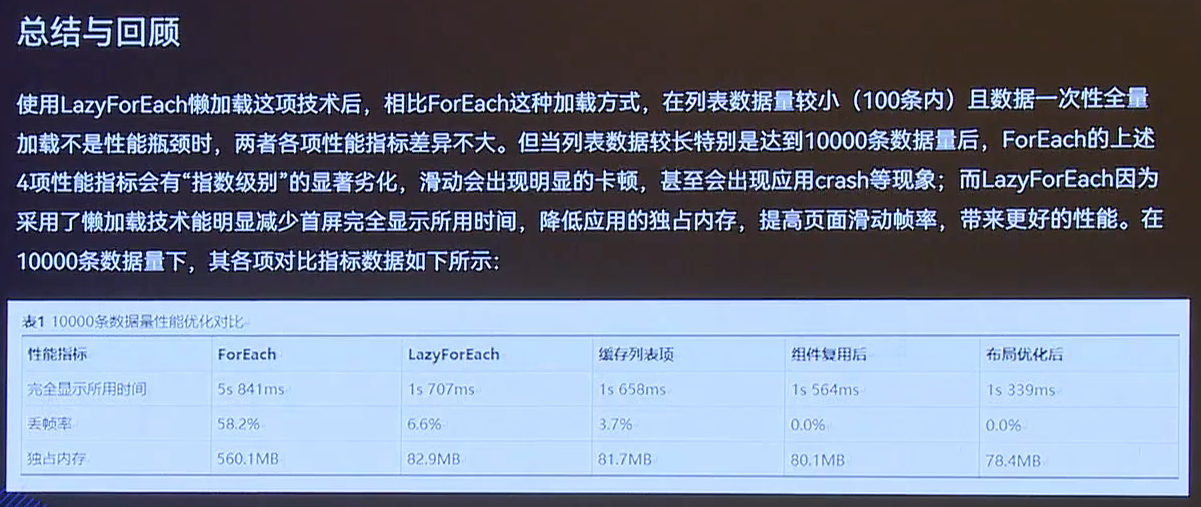 总结与回顾
使用LazyForEach懒加载这项技术后，相比ForEach这种加载方式，在列表数据量较小（100条内）且数据一次性全量
加载不是性能瓶颈时，两者各项性能指标差异不大。但当列表数据较长特别是达到10000条数据量后，ForEach的上述
4项性能指标会有“指数级别”的显著劣化，滑动会出现明显的卡顿，甚至会出现应用crash等现象；而LazyForEach因为
采用了懒加载技术能明显减少首屏完全显示所用时间，降低应用的独占内存，提高页面滑动帧率，带来更好的性能。在
10000条数据量下，其各项对比指标数据如下所示：
表1 10000条数据量性能优化对比
性能指标 ForEach LazyForEach 缓存列表项 组件复用后 布局优化后
完全显示所用时间 5s 841ms 1s 707ms 1s 658ms 1s 564ms 1s 339ms
丢帧率 58.2% 6.6% 3.7% 0.0% 0.0%
独占内存 560.1MB 82.9MB 81.7MB 80.1MB 78.4MB